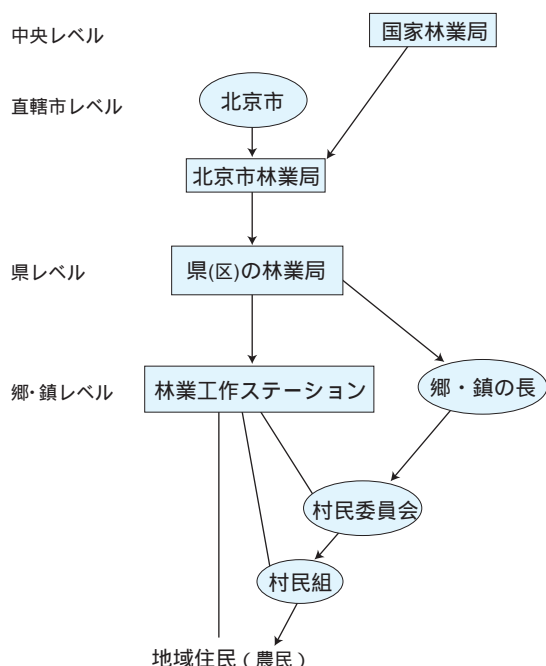 中央レベル
国家林業局
直轄市レベル
北京市
北京市林業局
県レベル
県(区)の林業局
郷・鎮レベル
林業工作ステーション
郷・鎮の長
村民委員会
村民組
地域住民(農民)